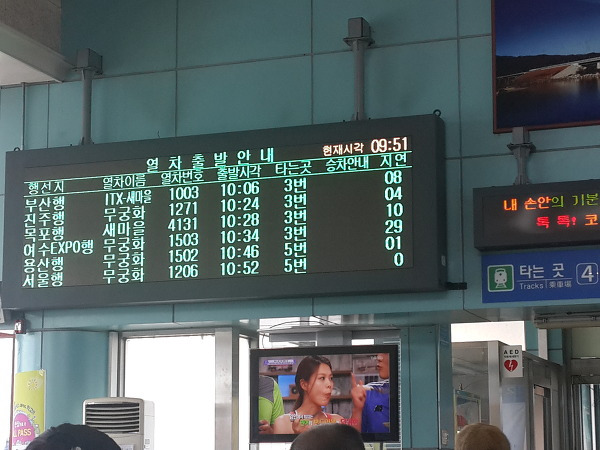 열 차 출 발 안 내 현재시각 09:51
행선지 열차이름 열차번호 출발시각 타는곳 승차안내 지연
부산행 ITX-새마을 1003 10:06 3번 08
진주행 무궁화 1271 10:24 3번 04
목포행 새마을 4131 10:28 3번 10
여수EXPO행 무궁화 1503 10:34 3번 29
용산행 무궁화 1502 10:46 5번 01
서울행 무궁화 1206 10:52 5번 0
내 손안의 기분
톡 톡! 코
타는 곳 4
Tracks 乘車場
AED
PASS